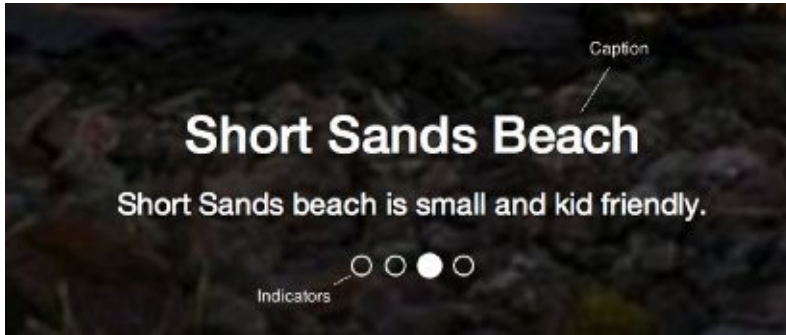 Caption
Short Sands Beach
Short Sands beach is small and kid friendly.
Indicators